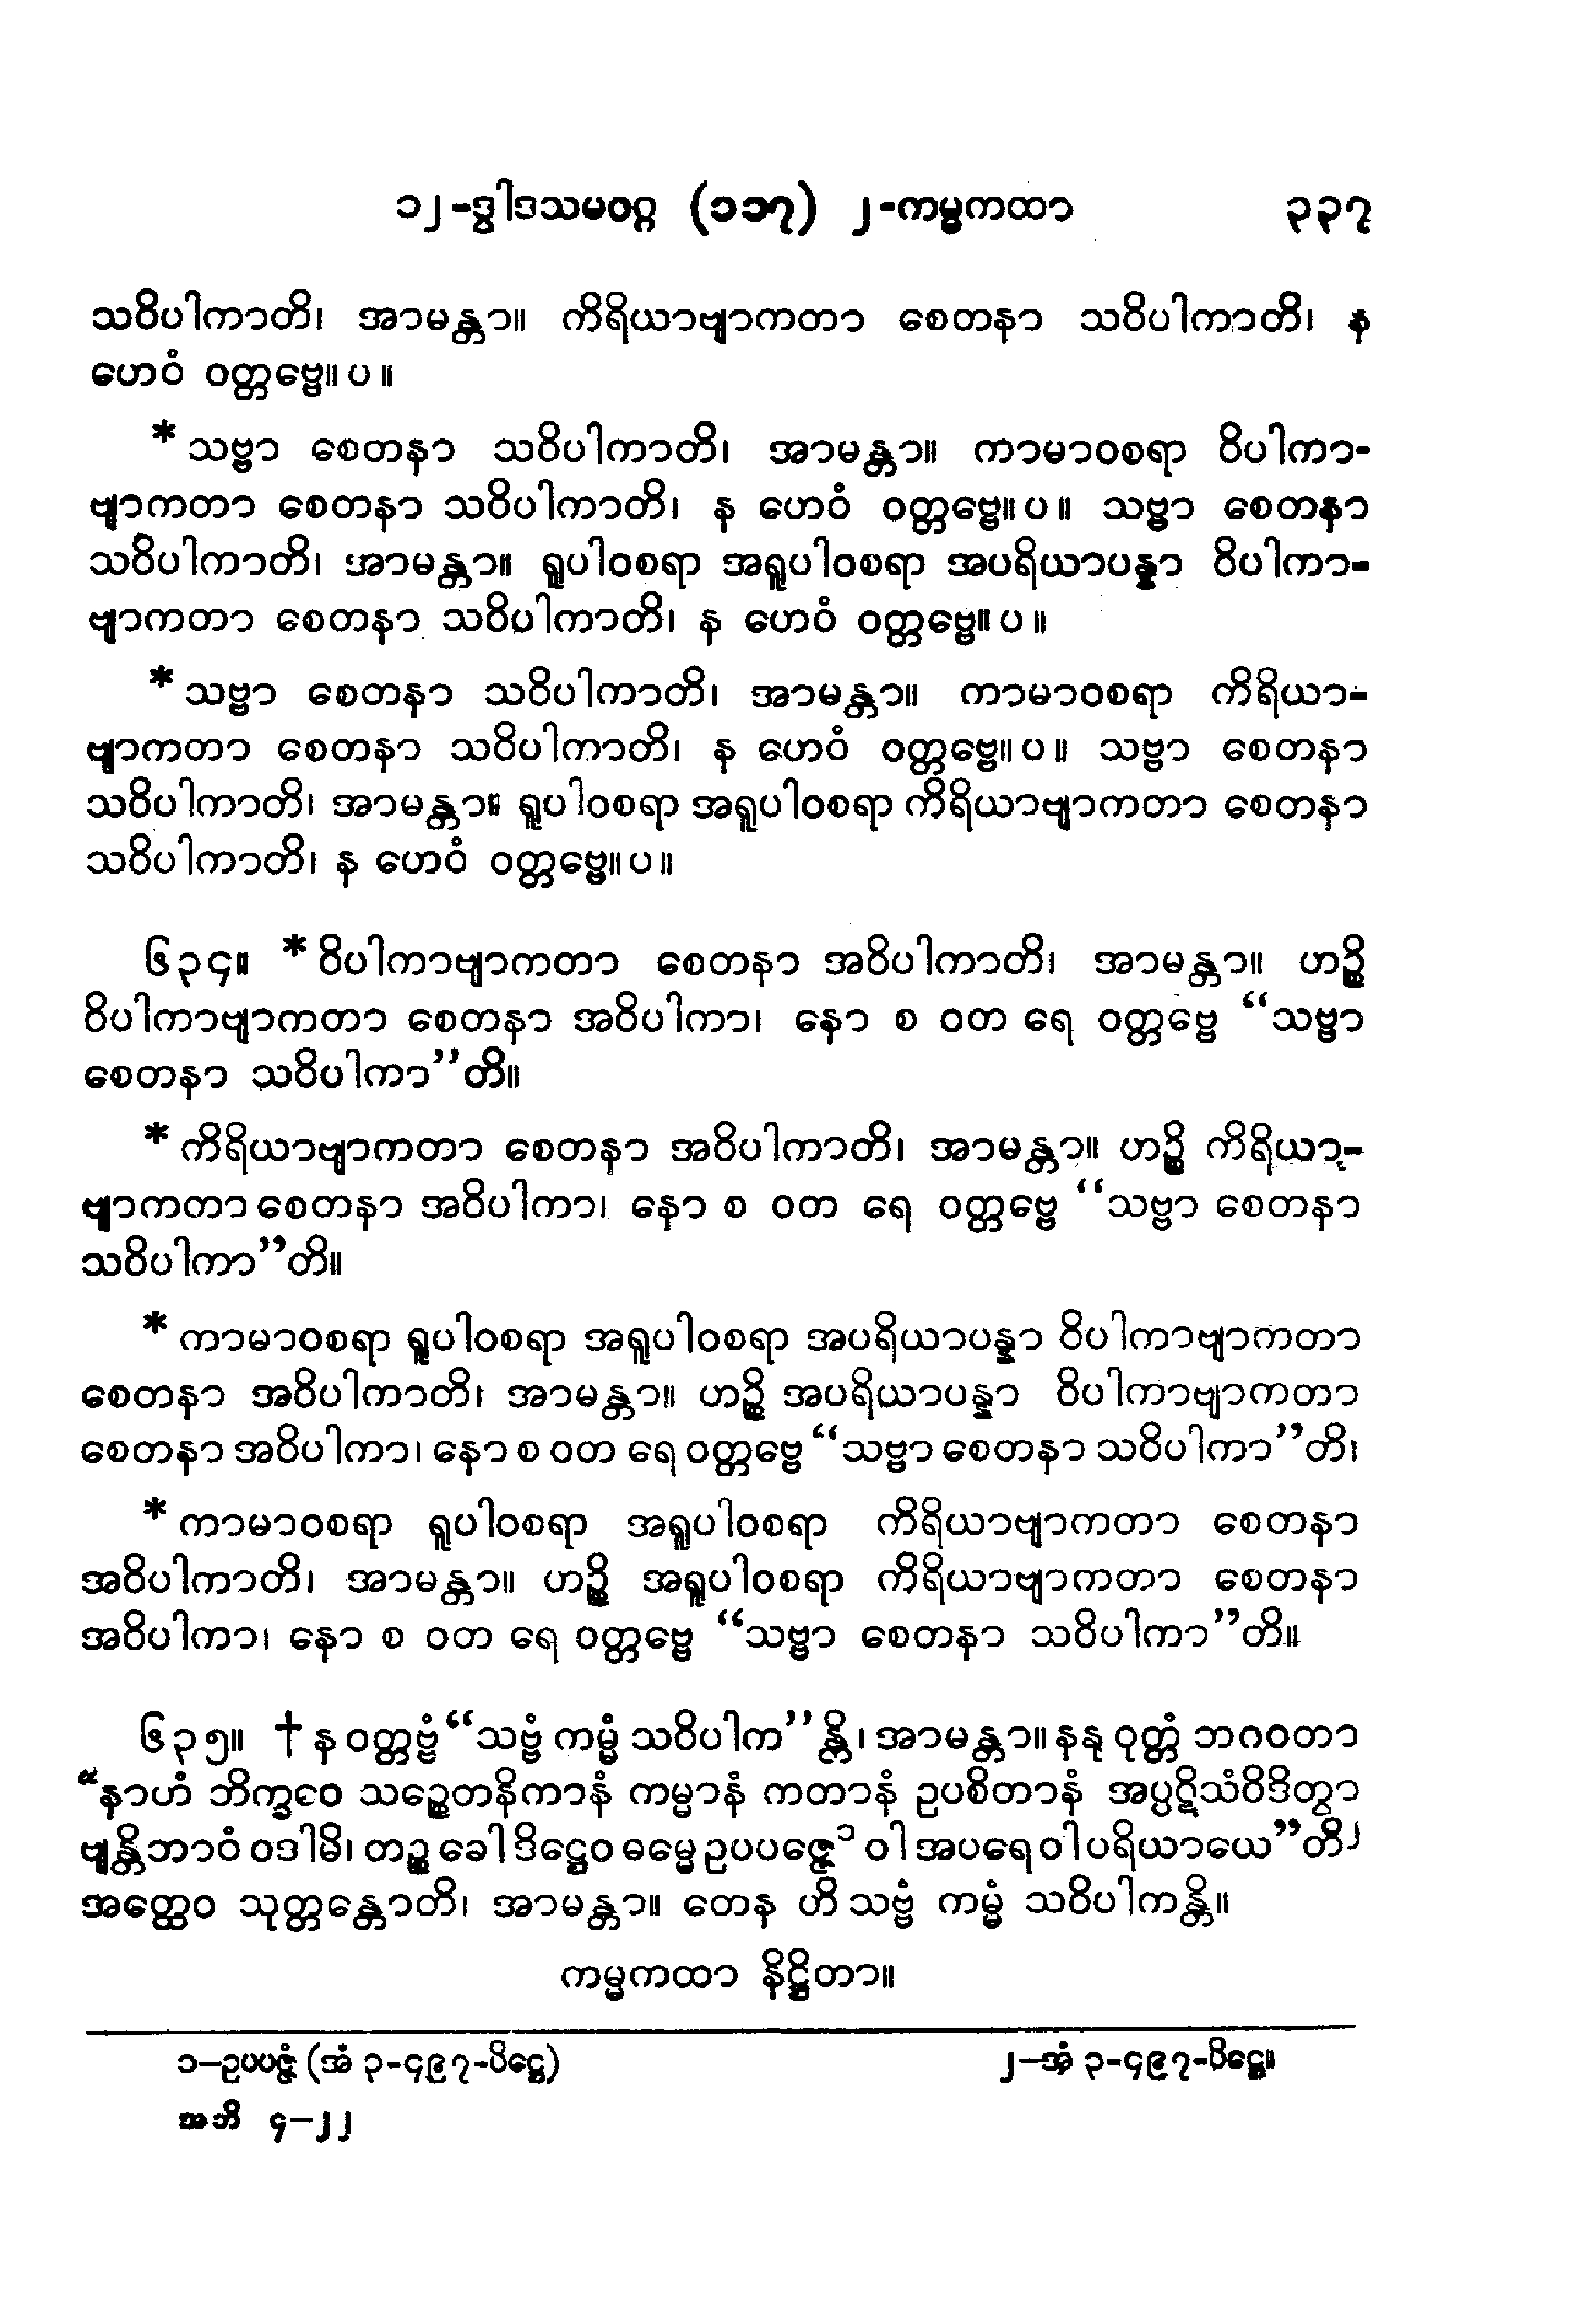 ၁၂-ဒွါဒသမဝဂ္ဂ (၁၁၇) ၂-ကမ္မကထာ ၃၃၇
သဝိပါကာတိ၊ အာမန္တာ။ ကိရိယာဗျာကတာ စေတနာ သဝိပါကာတိ၊ န
ဟေဝံ ဝတ္တဗ္ဗေ။ ပ ။
* သဗ္ဗာ စေတနာ သဝိပါကာတိ၊ အာမန္တာ။ ကာမာဝစရာ ဝိပါကာ-
ဗျာကတာ စေတနာ သဝိပါကာတိ၊ န ဟေဝံ ဝတ္တဗ္ဗေ။ ပ ။ သဗ္ဗာ စေတနာ
သဝိပါကာတိ၊ အာမန္တာ။ ရူပါဝစရာ အရူပါဝစရာ အပရိယာပန္နာ ဝိပါကာ-
ဗျာကတာ စေတနာ သဝိပါကာတိ၊ န ဟေဝံ ဝတ္တဗ္ဗေ။ ပ ။
* သဗ္ဗာ စေတနာ သဝိပါကာတိ၊ အာမန္တာ။ ကာမာဝစရာ ကိရိယာ-
ဗျာကတာ စေတနာ သဝိပါကာတိ၊ န ဟေဝံ ဝတ္တဗ္ဗေ။ ပ ။ သဗ္ဗာ စေတနာ
သဝိပါကာတိ၊ အာမန္တာ။ ရူပါဝစရာ အရူပါဝစရာ ကိရိယာဗျာကတာ စေတနာ
သဝိပါကာတိ၊ န ဟေဝံ ဝတ္တဗ္ဗေ။ ပ ။
၆၃၄။ * ဝိပါကာဗျာကတာ စေတနာ အဝိပါကာတိ၊ အာမန္တာ။ ဟဉ္စိ
ဝိပါကာဗျာကတာ စေတနာ အဝိပါကာ၊ နော စ ဝတ ရေ ဝတ္တဗ္ဗေ “သဗ္ဗာ
စေတနာ သဝိပါကာ”တိ။
* ကိရိယာဗျာကတာ စေတနာ အဝိပါကာတိ၊ အာမန္တာ။ ဟဉ္စိ ကိရိယာ-
ဗျာကတာ စေတနာ အဝိပါကာ၊ နော စ ဝတ ရေ ဝတ္တဗ္ဗေ “သဗ္ဗာ စေတနာ
သဝိပါကာ”တိ။
* ကာမာဝစရာ ရူပါဝစရာ အရူပါဝစရာ အပရိယာပန္နာ ဝိပါကာဗျာကတာ
စေတနာ အဝိပါကာတိ၊ အာမန္တာ။ ဟဉ္စိ အပရိယာပန္နာ ဝိပါကာဗျာကတာ
စေတနာ အဝိပါကာ၊ နော စ ဝတ ရေ ဝတ္တဗ္ဗေ “သဗ္ဗာ စေတနာ သဝိပါကာ”တိ၊
* ကာမာဝစရာ ရူပါဝစရာ အရူပါဝစရာ ကိရိယာဗျာကတာ စေတနာ
အဝိပါကာတိ၊ အာမန္တာ။ ဟဉ္စိ အရူပါဝစရာ ကိရိယာဗျာကတာ စေတနာ
အဝိပါကာ၊ နော စ ဝတ ရေ ဝတ္တဗ္ဗေ “သဗ္ဗာ စေတနာ သဝိပါကာ”တိ။
၆၃၅။ † န ဝတ္တဗ္ဗံ “သဗ္ဗံ ကမ္မံ သဝိပါက”န္တိ၊ အာမန္တာ။ နနု ဝုတ္တံ ဘဂဝတာ
“နာဟံ ဘိက္ခဝေ သဉ္စေတနိကာနံ ကမ္မာနံ ကတာနံ ဥပစိတာနံ အပ္ပဋိသံဝိဒိတွာ
ဗျန္တိဘာဝံ ဝဒါမိ၊ တဉ္စ ခေါ ဒိဋ္ဌေဝ ဓမ္မေ ဥပပဇ္ဇေ၁ ဝါ အပရေ ဝါ ပရိယာယေ”တိ၂
အတ္ထေဝ သုတ္တန္တောတိ၊ အာမန္တာ။ တေန ဟိ သဗ္ဗံ ကမ္မံ သဝိပါကန္တိ။
ကမ္မကထာ နိဋ္ဌိတာ။
၁–ဥပပဇ္ဇံ (အံ ၃-၄၉၇-ပိဋ္ဌေ) ၂–အံ ၃-၄၉၇-ပိဋ္ဌေ။
အဘိ ၄–၂၂